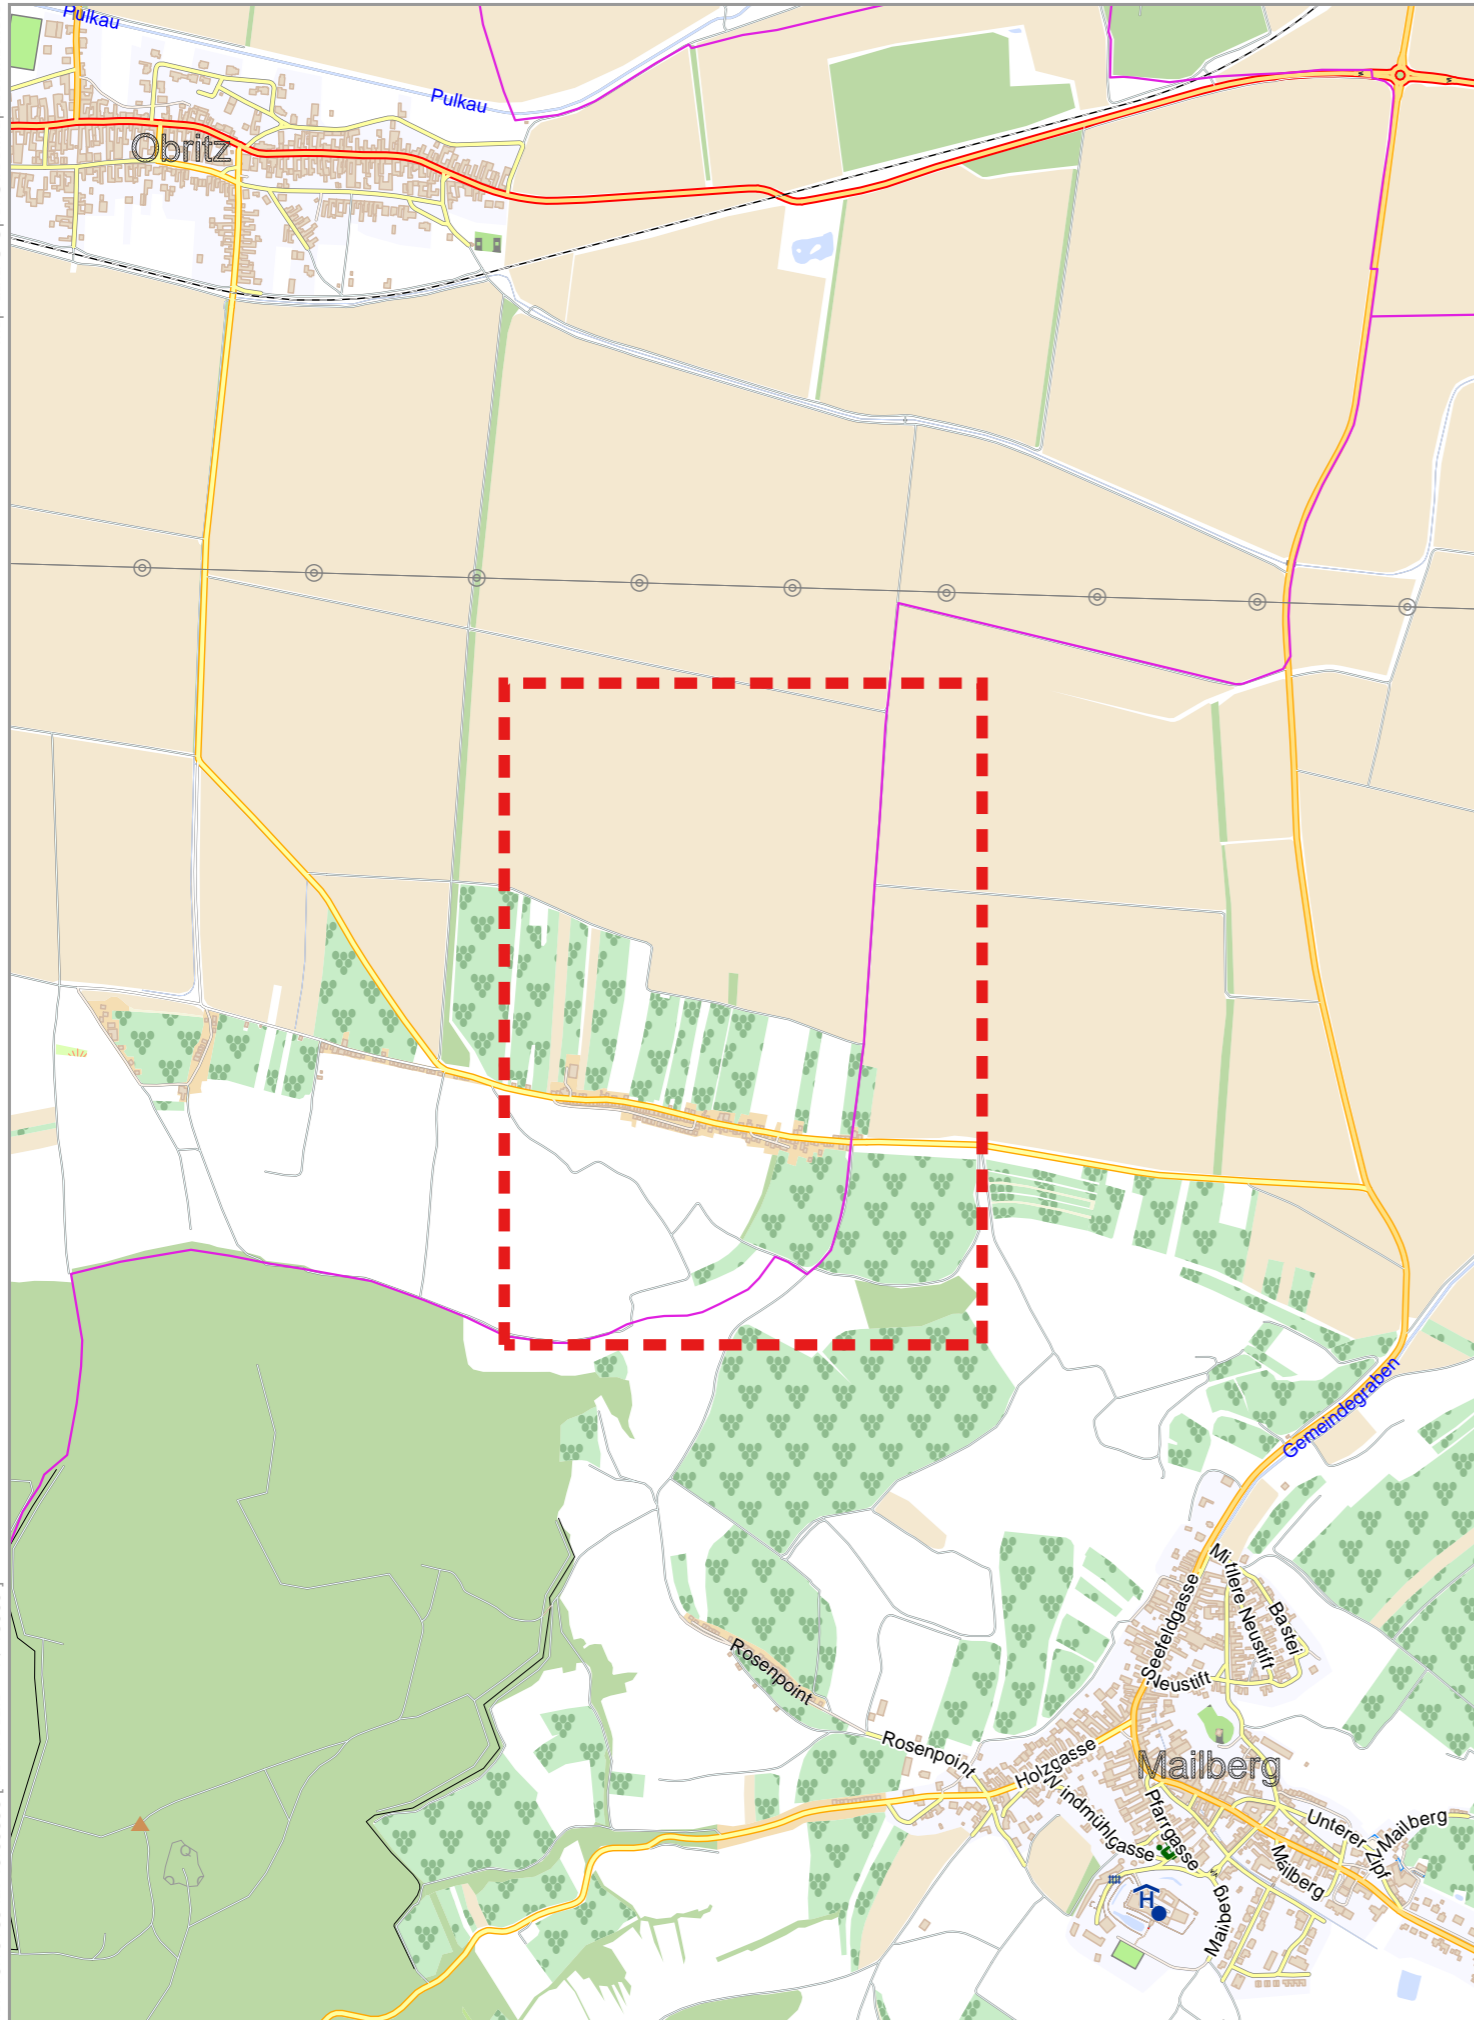 Pulkau
Pulkau
Obritz
Gemeindegraben
Mittlere Neustift
Bastei
Seefeldgasse
Neustift
Rosenpoint
Rosenpoint
Holzgasse
Mailberg
Windmühlgasse
Pfarrgasse
Unterer Zipf
Mailberg
Mailberg
Mailberg
H